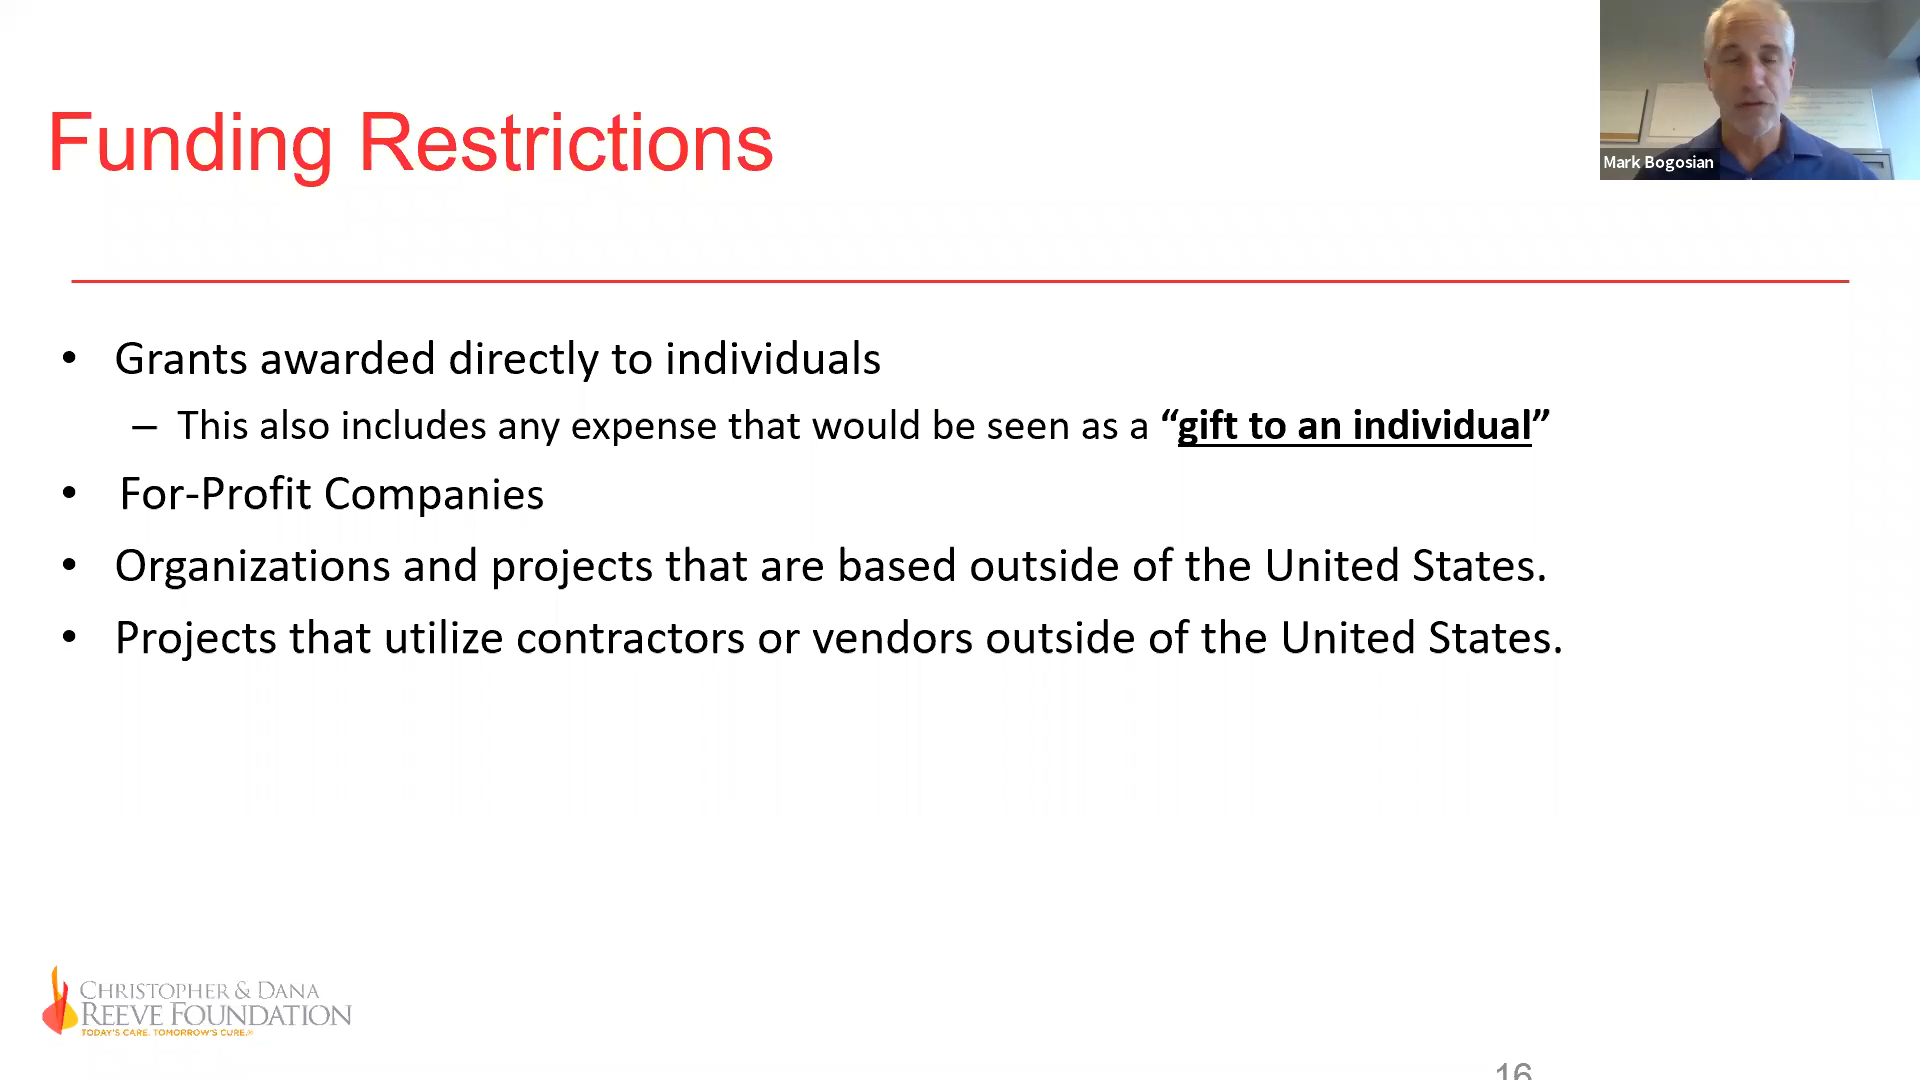 Funding Restrictions
Mark Bogosian
• Grants awarded directly to individuals
– This also includes any expense that would be seen as a “gift to an individual”
• For-Profit Companies
• Organizations and projects that are based outside of the United States.
• Projects that utilize contractors or vendors outside of the United States.
CHRISTOPHER & DANA
REEVE FOUNDATION
TODAY'S CARE. TOMORROW'S CURE.®
16